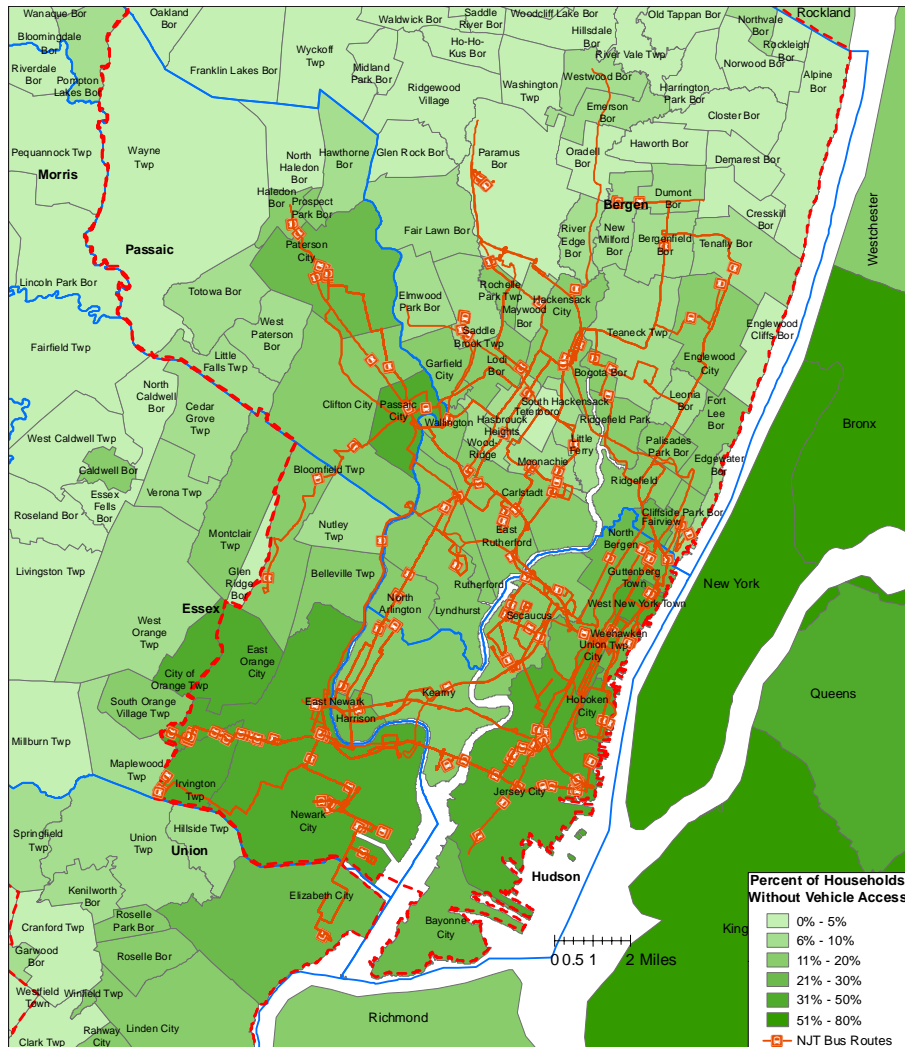 Wanaque Bor
Oakland
Bor
Waldwick Bor
Saddle
River Bor
Woodcliff Lake Bor
Old Tappan Bor
Rockland
Bloomingdale
Bor
Wyckoff
Twp
Ho-Ho-
Kus Bor
Hillsdale
Bor
River Vale Twp
Northvale
Bor
Rockleigh
Bor
Riverdale
Bor
Pompton
Lakes Bor
Franklin Lakes Bor
Midland
Park Bor
Ridgewood
Village
Washington
Twp
Westwood Bor
Norwood Bor
Alpine
Bor
Harrington
Park Bor
Emerson
Bor
Closter Bor
Pequannock Twp
Wayne
Twp
North
Haledon
Bor
Hawthorne
Bor
Glen Rock Bor
Paramus
Bor
Oradell
Bor
Haworth Bor
Demarest Bor
Morris
Haledon
Bor
Prospect
Park Bor
Dumont
Bor
Bergen
Cresskill
Bor
Westchester
Passaic
Paterson
City
Fair Lawn Bor
River
Edge
Bor
New
Milford
Bor
Bergenfield
Bor
Tenafly Bor
Lincoln Park Bor
Totowa Bor
Elmwood
Park Bor
Rochelle
Park Twp
Maywood
Bor
Hackensack
City
West
Paterson
Bor
Saddle
Brook Twp
Teaneck Twp
Englewood
Cliffs Bor
Fairfield Twp
Little
Falls Twp
Garfield
City
Lodi
Bor
Bogota Bor
Englewood
City
North
Caldwell
Bor
Cedar
Grove
Twp
Clifton City
Passaic
City
Wallington
Hasbrouck
Heights
South Hackensack
Teterboro
Ridgefield Park
Leonia
Bor
Fort
Lee
Bor
Bronx
West Caldwell Twp
Caldwell Bor
Wood-
Ridge
Little
Ferry
Palisades
Park Bor
Edgewater
Bor
Bloomfield Twp
Moonachie
Essex
Fells
Bor
Verona Twp
Carlstadt
Ridgefield
Roseland Bor
Nutley
Twp
Cliffside Park Bor
Fairview
Montclair
Twp
East
Rutherford
North
Bergen
Livingston Twp
Glen
Ridge
Bor
Belleville Twp
Rutherford
Guttenberg
Town
New York
Essex
North
Arlington
Lyndhurst
West New York Town
Secaucus
West
Orange
Twp
East
Orange
City
Weehawken
Twp
Union
City
City of
Orange Twp
Queens
South Orange
Village Twp
East Newark
Kearny
Harrison
Hoboken
City
Millburn Twp
Maplewood
Twp
Irvington
Twp
Jersey City
Newark
City
Springfield
Twp
Union
Twp
Hillside Twp
Union
Hudson
Kenilworth
Bor
Elizabeth City
Cranford Twp
Roselle
Park Bor
Bayonne
City
Garwood
Bor
Roselle Bor
0 0.5 1 2 Miles
Westfield
Town
Winfield Twp
Richmond
Clark Twp
Rahway
City
Linden City
Percent of Households
Without Vehicle Access
0% - 5%
6% - 10%
11% - 20%
21% - 30%
31% - 50%
51% - 80%
NJT Bus Routes